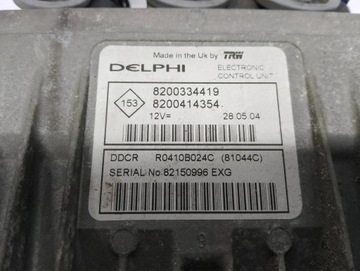 Made in the Uk by TRW
DELPHI
ELECTRONIC
CONTROL UNIT
153
8200334419
8200414354
12V=
28 05 04
DDCR R0410B024C (81044C)
SERIAL No 82150996 EXG